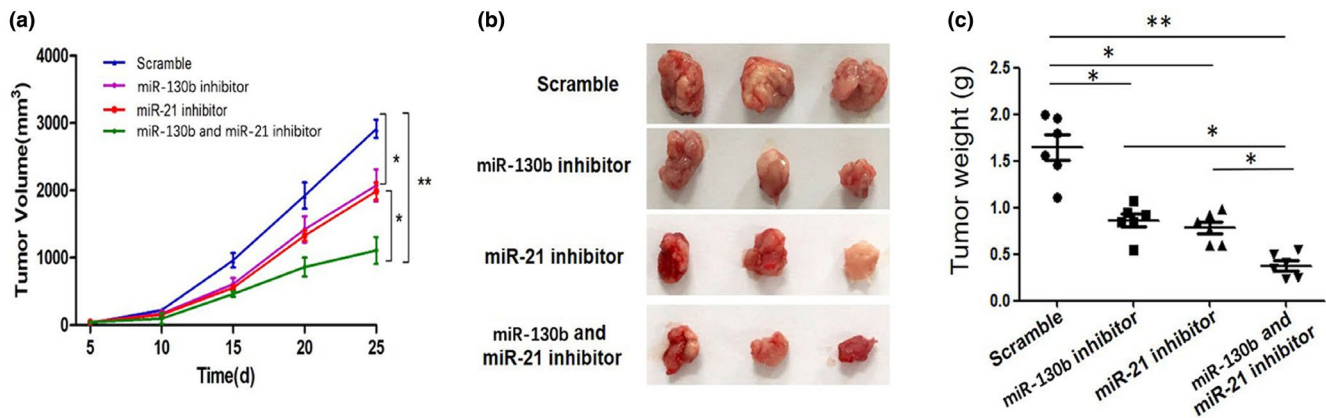 (a)
4000
3000
2000
1000
0
Tumor Volume(mm³)
Scramble
miR-130b inhibitor
miR-21 inhibitor
miR-130b and miR-21 inhibitor
*
*
**
5 10 15 20 25
Time(d)
(b)
Scramble
miR-130b inhibitor
miR-21 inhibitor
miR-130b and
miR-21 inhibitor
(c)
**
*
*
*
*
2.5
2.0
1.5
1.0
0.5
0.0
Tumor weight (g)
Scramble
miR-130b inhibitor
miR-21 inhibitor
miR-130b and
miR-21 inhibitor